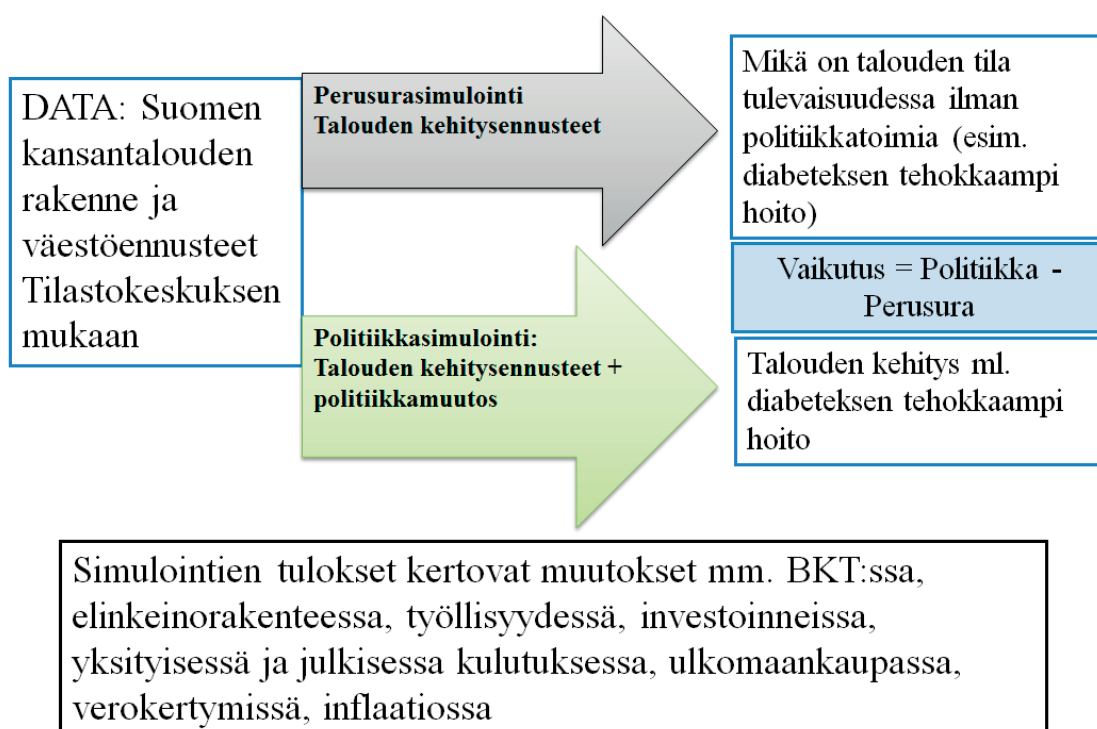 DATA: Suomen
kansantalouden
rakenne ja
väestöennusteet
Tilastokeskuksen
mukaan
Perusurasimulointi
Talouden kehitysennusteet
Mikä on talouden tila
tulevaisuudessa ilman
politiikkatoimia (esim.
diabeteksen tehokkaampi
hoito)
Vaikutus = Politiikka -
Perusura
Politiikkasimulointi:
Talouden kehitysennusteet +
politiikkamuutos
Talouden kehitys ml.
diabeteksen tehokkaampi
hoito
Simulointien tulokset kertovat muutokset mm. BKT:ssa,
elinkeinorakenteessa, työllisyydessä, investoinneissa,
yksityisessä ja julkisessa kulutuksessa, ulkomaankaupassa,
verokertymissä, inflaatiossa